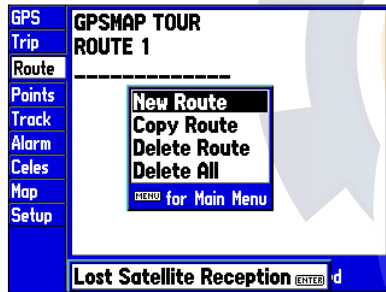 GPS
Trip
Route
Points
Track
Alarm
Celes
Map
Setup
GPSMAP TOUR
ROUTE 1
_____________
New Route
Copy Route
Delete Route
Delete All
MENU for Main Menu
Lost Satellite Reception ENTER d